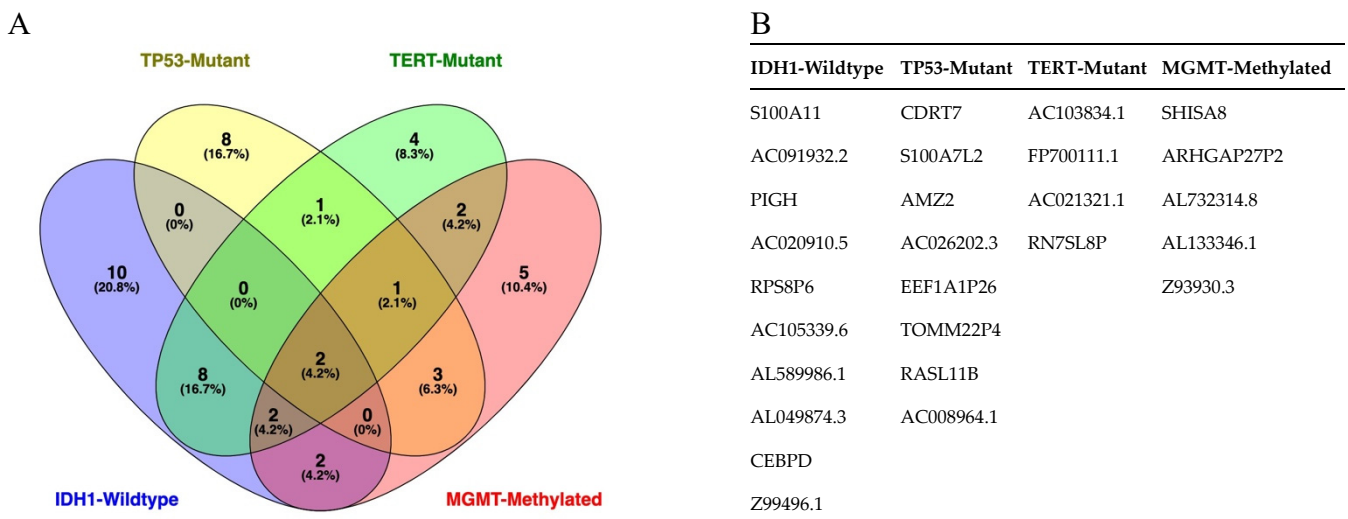 A
TP53-Mutant
TERT-Mutant
8
(16.7%)
4
(8.3%)
0
(0%)
1
(2.1%)
2
(4.2%)
10
(20.8%)
0
(0%)
1
(2.1%)
5
(10.4%)
8
(16.7%)
2
(4.2%)
3
(6.3%)
2
(4.2%)
0
(0%)
2
(4.2%)
IDH1-Wildtype
MGMT-Methylated
B
IDH1-Wildtype TP53-Mutant TERT-Mutant MGMT-Methylated
S100A11 CDRT7 AC103834.1 SHISA8
AC091932.2 S100A7L2 FP700111.1 ARHGAP27P2
PIGH AMZ2 AC021321.1 AL732314.8
AC020910.5 AC026202.3 RN7SL8P AL133346.1
RPS8P6 EEF1A1P26 Z93930.3
AC105339.6 TOMM22P4
AL589986.1 RASL11B
AL049874.3 AC008964.1
CEBPD
Z99496.1